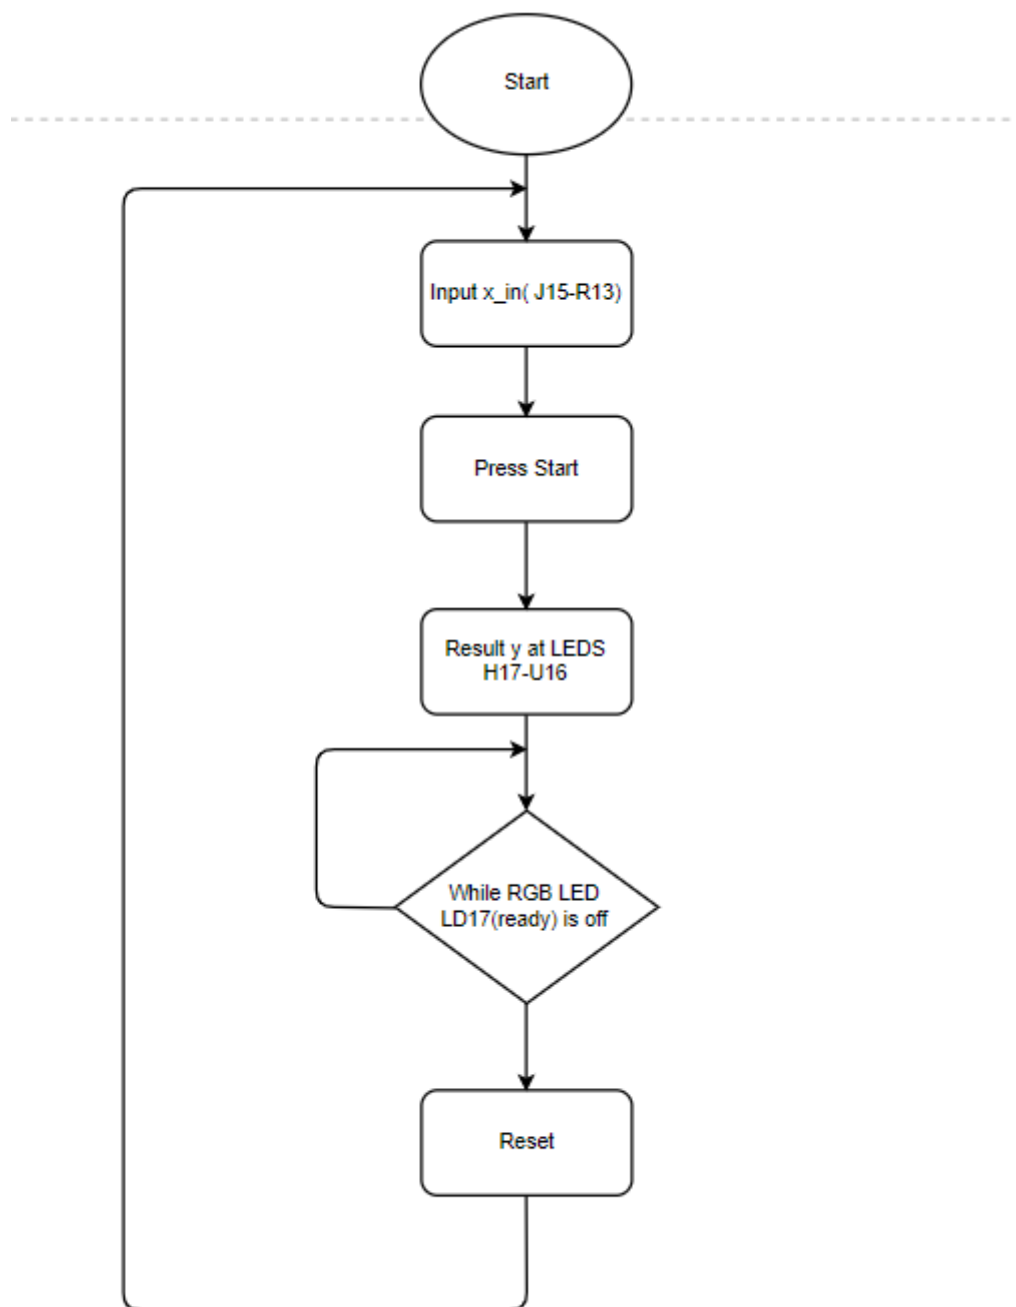 Start
Input x_in( J15-R13)
Press Start
Result y at LEDS
H17-U16
While RGB LED
LD17(ready) is off
Reset